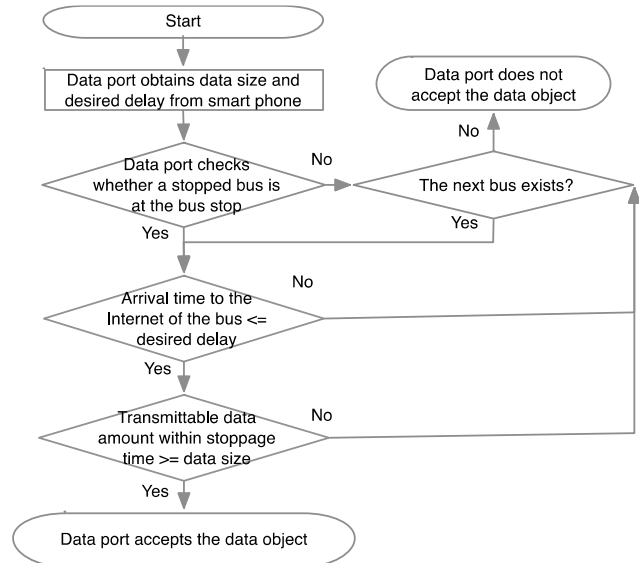 Start
Data port obtains data size and
desired delay from smart phone
Data port does not
accept the data object
No
Data port checks
whether a stopped bus is
at the bus stop
No
The next bus exists?
Yes
Yes
No
Arrival time to the
Internet of the bus <=
desired delay
Yes
No
Transmittable data
amount within stoppage
time >= data size
Yes
Data port accepts the data object